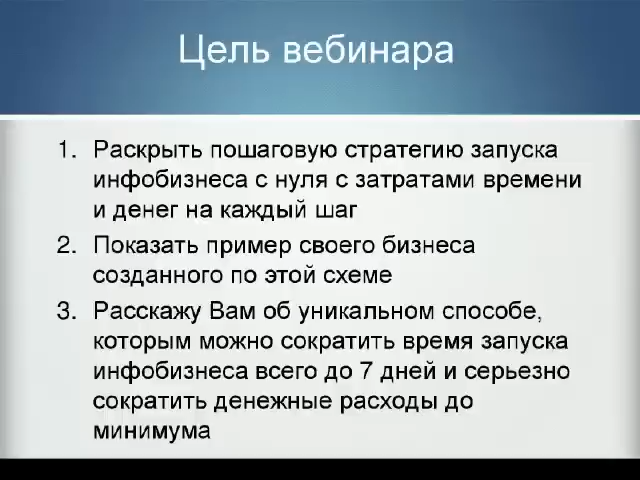 Цель вебинара
1. Раскрыть пошаговую стратегию запуска
инфобизнеса с нуля с затратами времени
и денег на каждый шаг
2. Показать пример своего бизнеса
созданного по этой схеме
3. Расскажу Вам об уникальном способе,
которым можно сократить время запуска
инфобизнеса всего до 7 дней и серьезно
сократить денежные расходы до
минимума